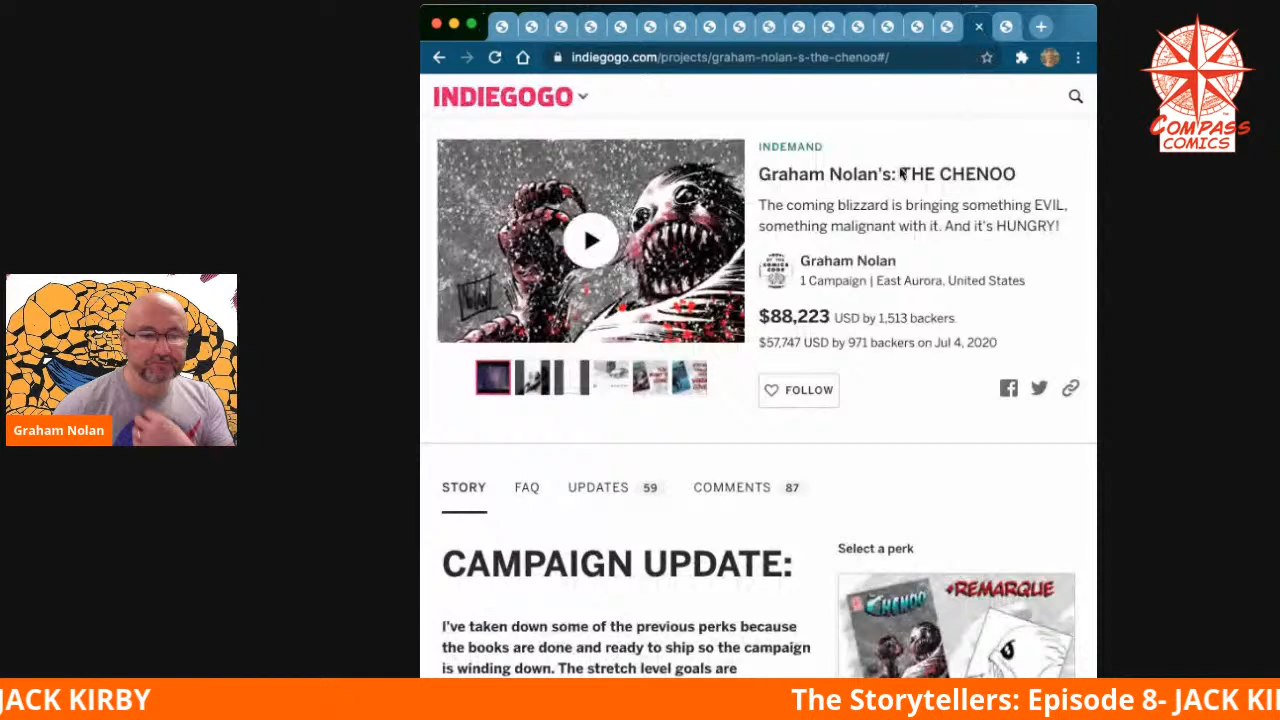 indiegogo.com/projects/graham-nolan-s-the-chenoo#/
INDIEGOGO
COMPASS
COMICS
INDEMAND
Graham Nolan's: THE CHENOO
The coming blizzard is bringing something EVIL,
something malignant with it. And it's HUNGRY!
Graham Nolan
1 Campaign | East Aurora, United States
$88,223 USD by 1,513 backers
$57,747 USD by 971 backers on Jul 4, 2020
FOLLOW
Graham Nolan
STORY FAQ UPDATES 59 COMMENTS 87
CAMPAIGN UPDATE:
I've taken down some of the previous perks because
the books are done and ready to ship so the campaign
is winding down. The stretch level goals are
Select a perk
CHENOO
+REMARQUE
JACK KIRBY
The Storytellers: Episode 8- JACK KI